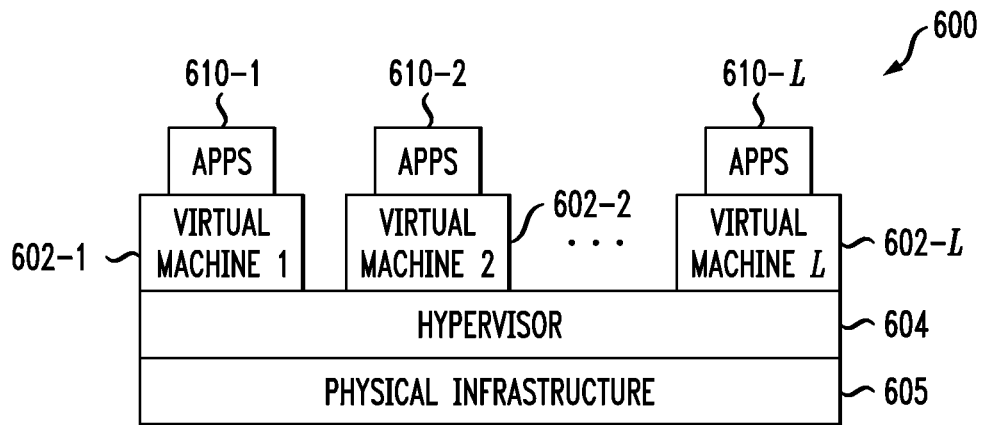 600
610-1 610-2 610-L
APPS APPS APPS
VIRTUAL MACHINE 1
VIRTUAL MACHINE 2
VIRTUAL MACHINE L
602-1 602-2 ... 602-L
HYPERVISOR 604
PHYSICAL INFRASTRUCTURE 605